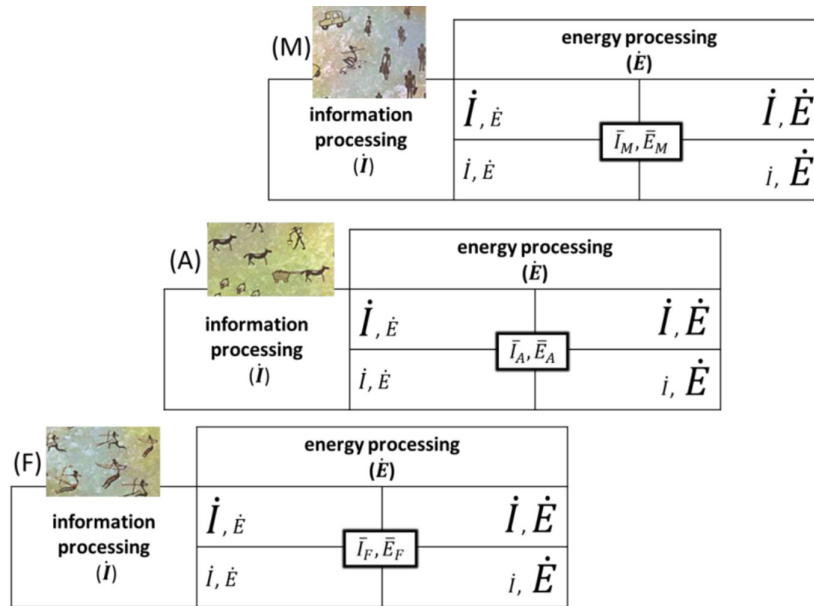 (M)
energy processing
(Ė)
information
processing
(İ)
İ, Ė
İ, Ė
Ī_M, Ē_M
İ, Ė
İ, Ė
(A)
energy processing
(Ė)
information
processing
(İ)
İ, Ė
İ, Ė
Ī_A, Ē_A
İ, Ė
İ, Ė
(F)
energy processing
(Ė)
information
processing
(İ)
İ, Ė
İ, Ė
Ī_F, Ē_F
İ, Ė
İ, Ė